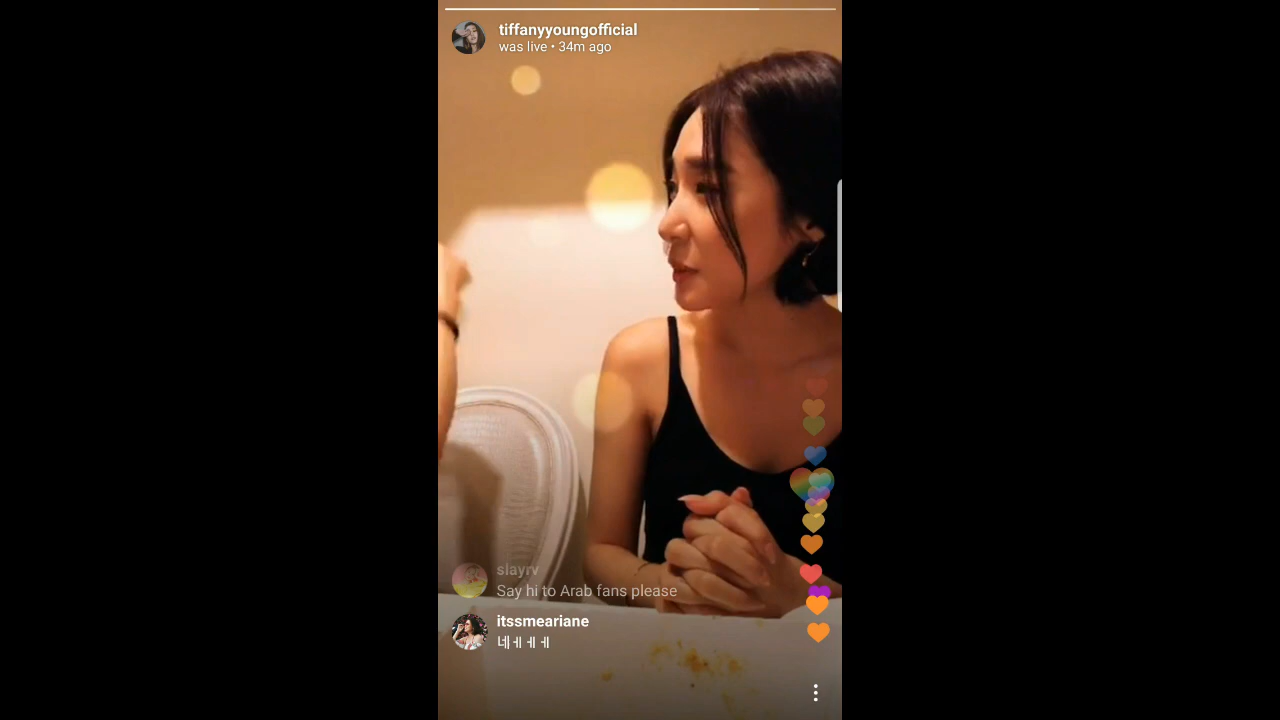 tiffanyyoungofficial
was live • 34m ago
slayrv
Say hi to Arab fans please
itssmeariane
네ㅔㅔㅔ